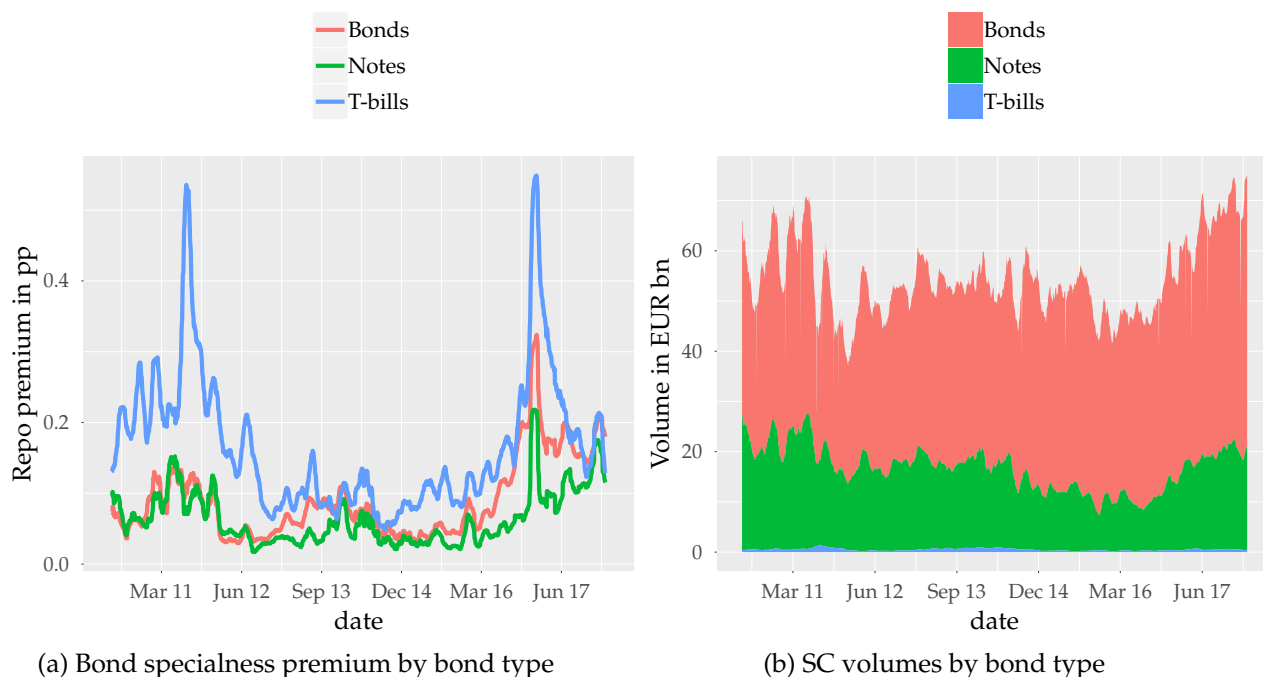 Bonds
Notes
T-bills
Repo premium in pp
0.4
0.2
0.0
Mar 11 Jun 12 Sep 13 Dec 14 Mar 16 Jun 17
date
(a) Bond specialness premium by bond type
Bonds
Notes
T-bills
Volume in EUR bn
60
40
20
0
Mar 11 Jun 12 Sep 13 Dec 14 Mar 16 Jun 17
date
(b) SC volumes by bond type